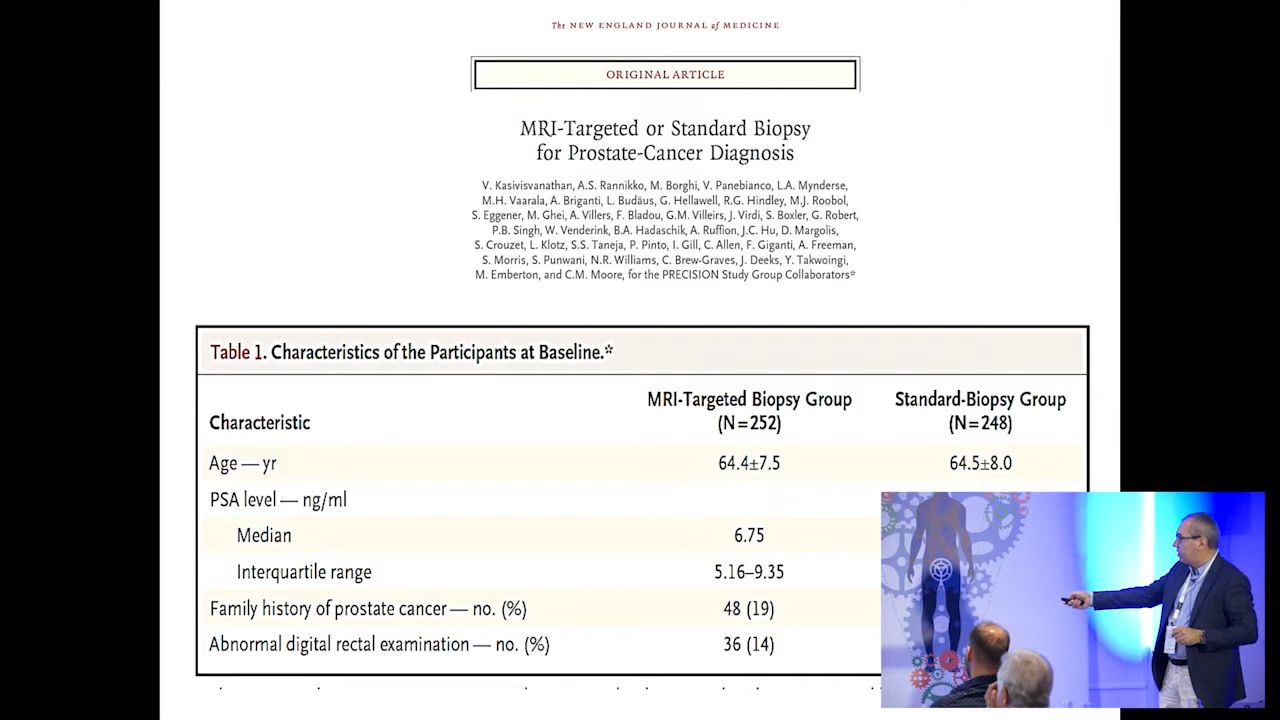 The NEW ENGLAND JOURNAL of MEDICINE
ORIGINAL ARTICLE
MRI-Targeted or Standard Biopsy
for Prostate-Cancer Diagnosis
V. Kasivisvanathan, A.S. Rannikko, M. Borghi, V. Panebianco, L.A. Mynderse,
M.H. Vaarala, A. Briganti, L. Budäus, G. Hellawell, R.G. Hindley, M.J. Roobol,
S. Eggener, M. Ghei, A. Villers, F. Bladou, G.M. Villeirs, J. Virdi, S. Boxler, G. Robert,
P.B. Singh, W. Venderink, B.A. Hadaschik, A. Ruffion, J.C. Hu, D. Margolis,
S. Crouzet, L. Klotz, S.S. Taneja, P. Pinto, I. Gill, C. Allen, F. Giganti, A. Freeman,
S. Morris, S. Punwani, N.R. Williams, C. Brew-Graves, J. Deeks, Y. Takwoingi,
M. Emberton, and C.M. Moore, for the PRECISION Study Group Collaborators*
Table 1. Characteristics of the Participants at Baseline.*
Characteristic MRI-Targeted Biopsy Group (N=252) Standard-Biopsy Group (N=248)
Age — yr 64.4±7.5 64.5±8.0
PSA level — ng/ml
Median 6.75
Interquartile range 5.16–9.35
Family history of prostate cancer — no. (%) 48 (19)
Abnormal digital rectal examination — no. (%) 36 (14)